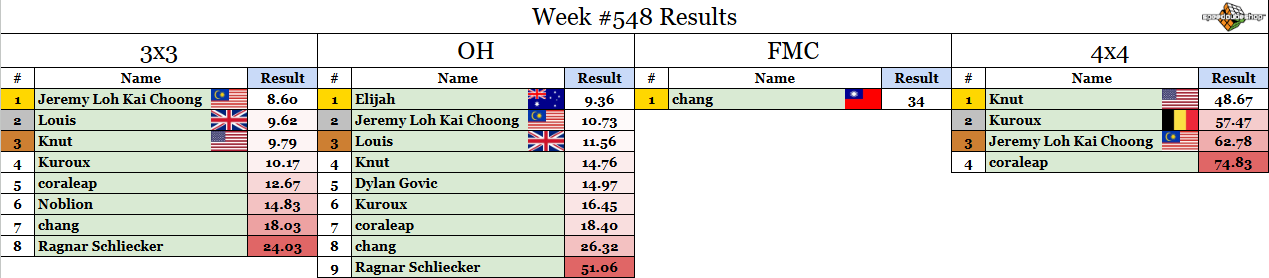 Week #548 Results
speedcubeshop
3x3 OH FMC 4x4
# Name Result # Name Result # Name Result # Name Result
1 Jeremy Loh Kai Choong 8.60 1 Elijah 9.36 1 chang 34 1 Knut 48.67
2 Louis 9.62 2 Jeremy Loh Kai Choong 10.73 2 Kuroux 57.47
3 Knut 9.79 3 Louis 11.56 3 Jeremy Loh Kai Choong 62.78
4 Kuroux 10.17 4 Knut 14.76 4 coraleap 74.83
5 coraleap 12.67 5 Dylan Govic 14.97
6 Noblion 14.83 6 Kuroux 16.45
7 chang 18.03 7 coraleap 18.40
8 Ragnar Schliecker 24.03 8 chang 26.32
9 Ragnar Schliecker 51.06